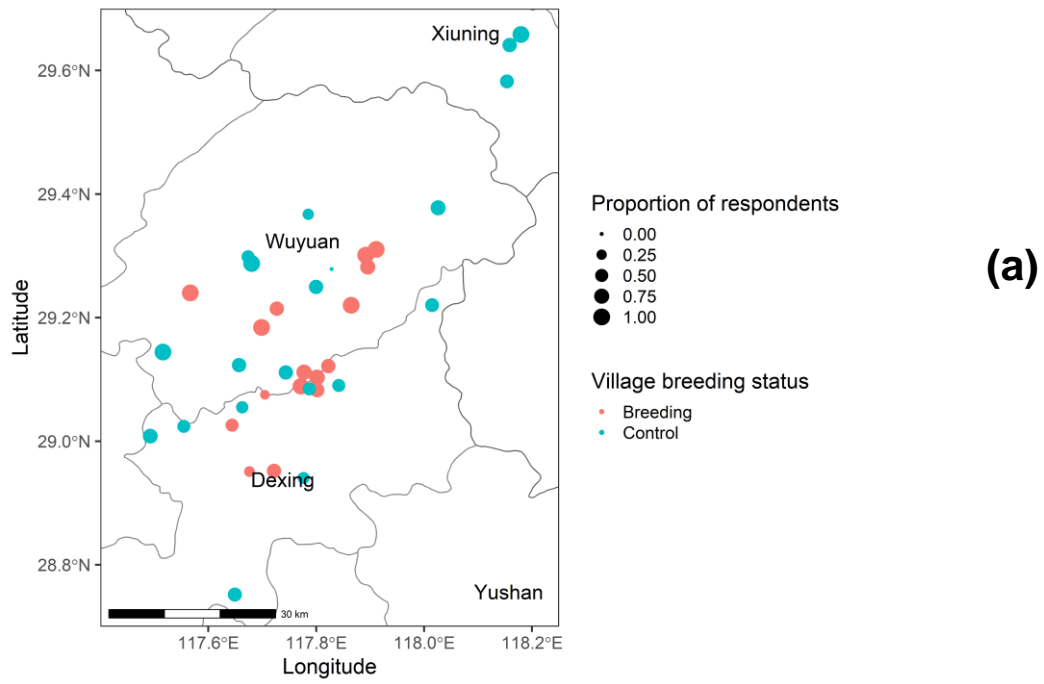 Xiuning
29.6°N
29.4°N
Wuyuan
29.2°N
29.0°N
Dexing
28.8°N
Yushan
30 km
117.6°E
117.8°E
118.0°E
118.2°E
Longitude
Latitude
Proportion of respondents
0.00
0.25
0.50
0.75
1.00
Village breeding status
Breeding
Control
(a)